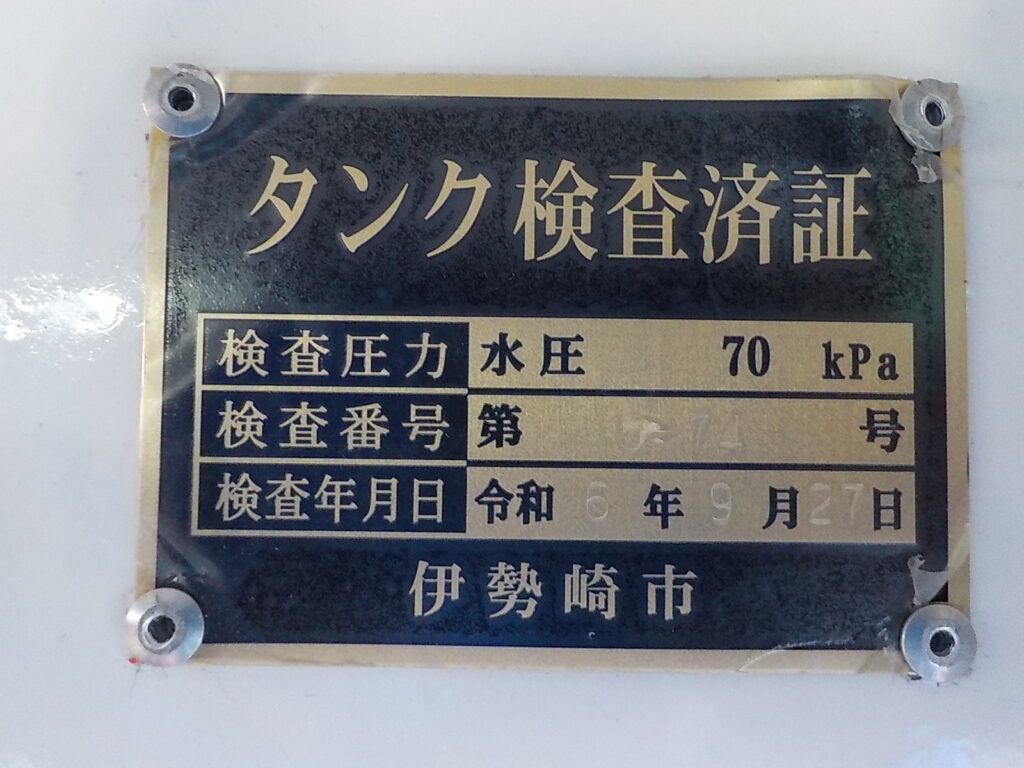 タンク検査済証
検査圧力 水圧 70 kPa
検査番号 第 号
検査年月日 令和 6 年 9 月 27 日
伊勢崎市